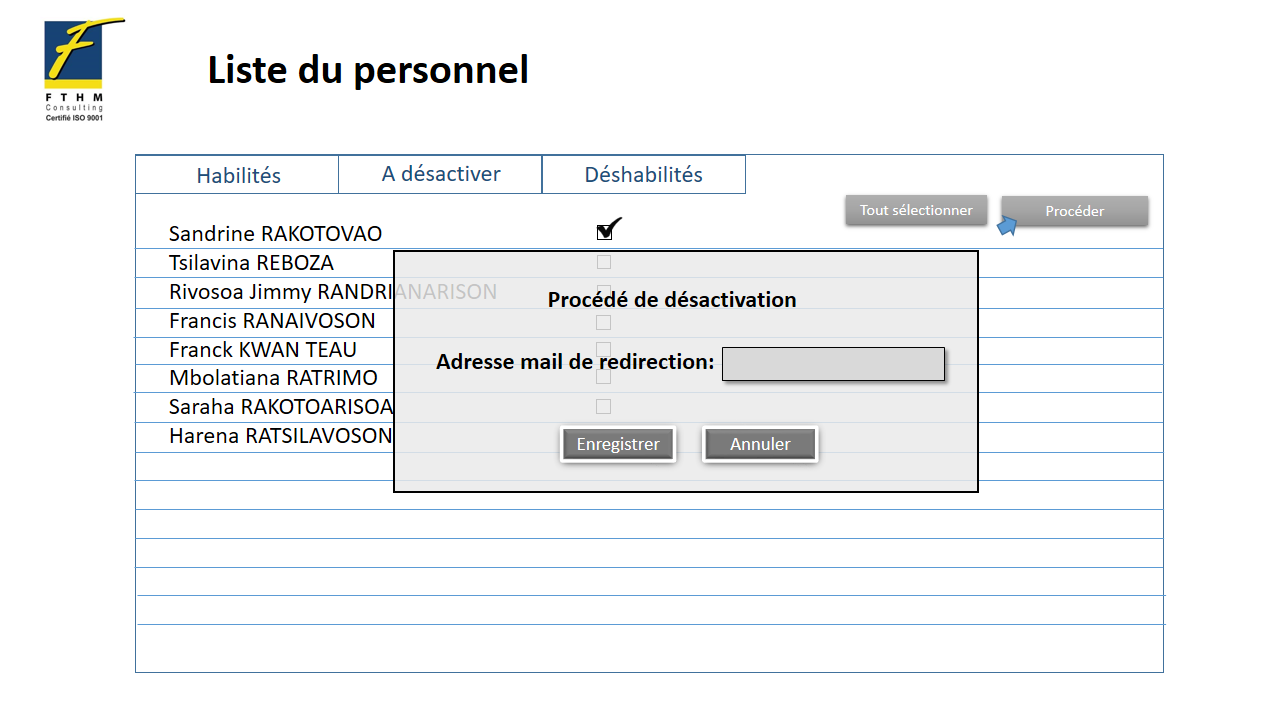 FTHM
Consulting
Certifié ISO 9001
Liste du personnel
Habilités
A désactiver
Déshabilités
Tout sélectionner
Procéder
Sandrine RAKOTOVAO
Tsilavina REBOZA
Rivosoa Jimmy RANDRIANARISON
Francis RANAIVOSON
Franck KWAN TEAU
Mbolatiana RATRIMO
Saraha RAKOTOARISOA
Harena RATSILAVOSON
Procédé de désactivation
Adresse mail de redirection:
Enregistrer
Annuler